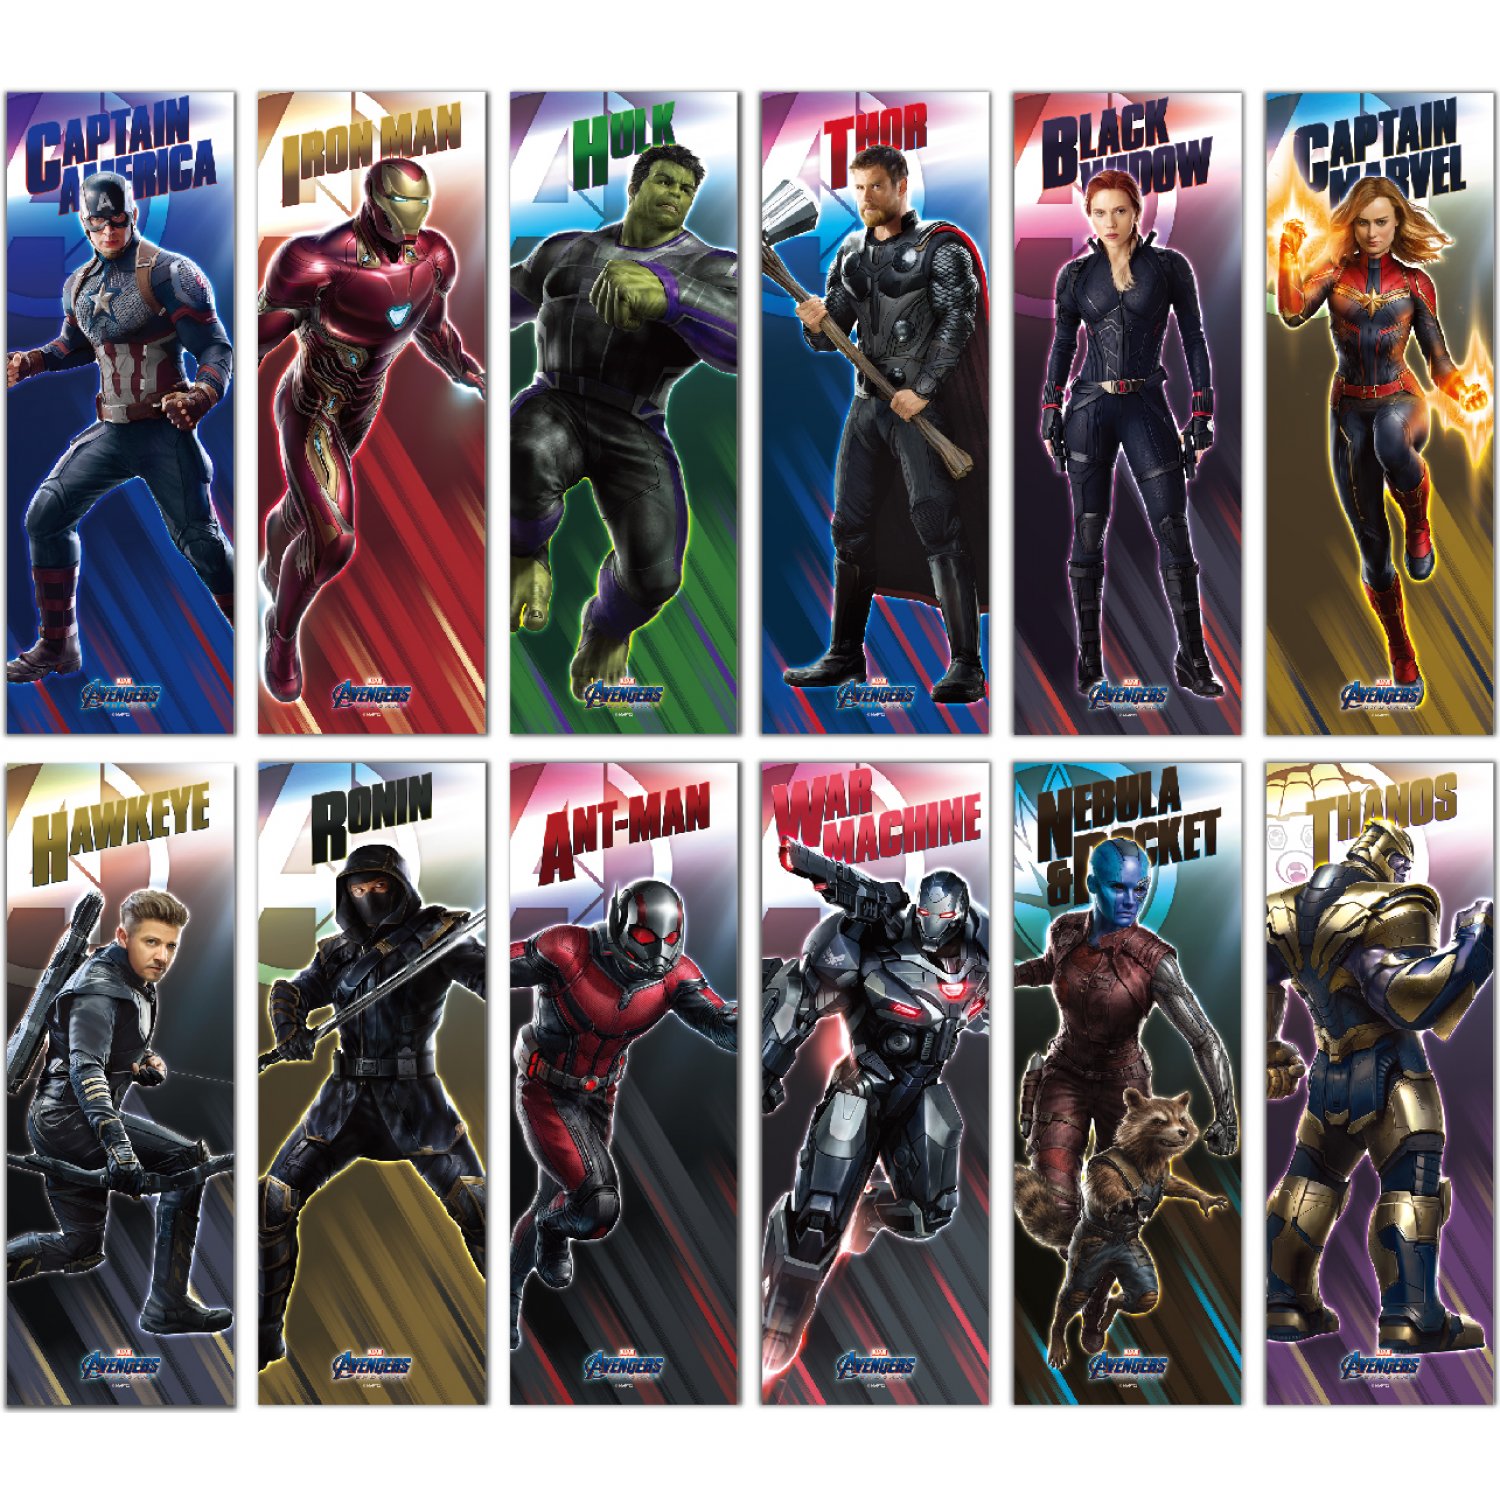 CAPTAIN
AMERICA
IRON MAN
HULK
THOR
BLACK
WIDOW
CAPTAIN
MARVEL
AVENGERS
AVENGERS
AVENGERS
AVENGERS
AVENGERS
AVENGERS
HAWKEYE
RONIN
ANT-MAN
WAR
MACHINE
NEBULA
& ROCKET
THANOS
AVENGERS
AVENGERS
AVENGERS
AVENGERS
AVENGERS
AVENGERS